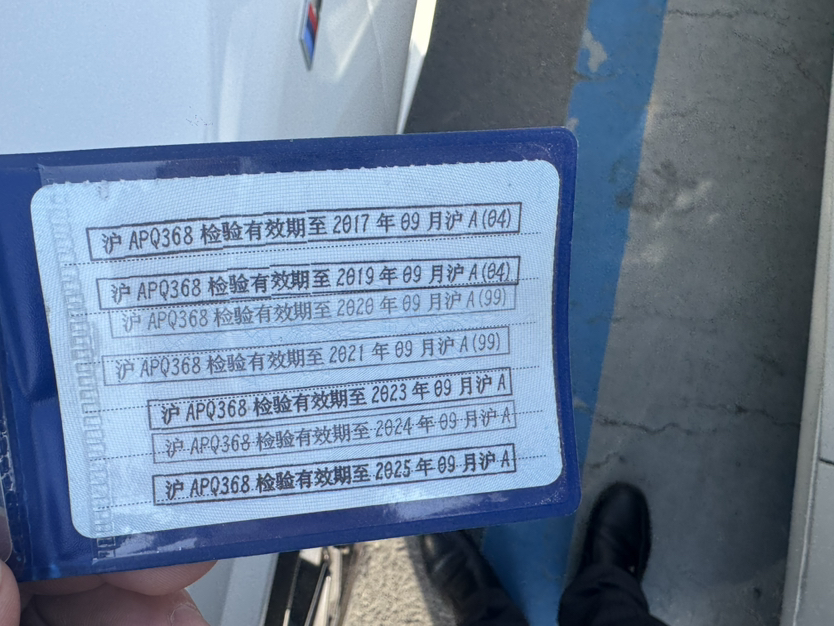 沪 APQ368 检验有效期至 2017 年 09 月沪 A(04)
沪 APQ368 检验有效期至 2019 年 09 月沪 A(04)
沪 APQ368 检验有效期至 2020 年 09 月沪 A(99)
沪 APQ368 检验有效期至 2021 年 09 月沪 A(99)
沪 APQ368 检验有效期至 2023 年 09 月沪 A
沪 APQ368 检验有效期至 2024 年 09 月沪 A
沪 APQ368 检验有效期至 2025 年 09 月沪 A